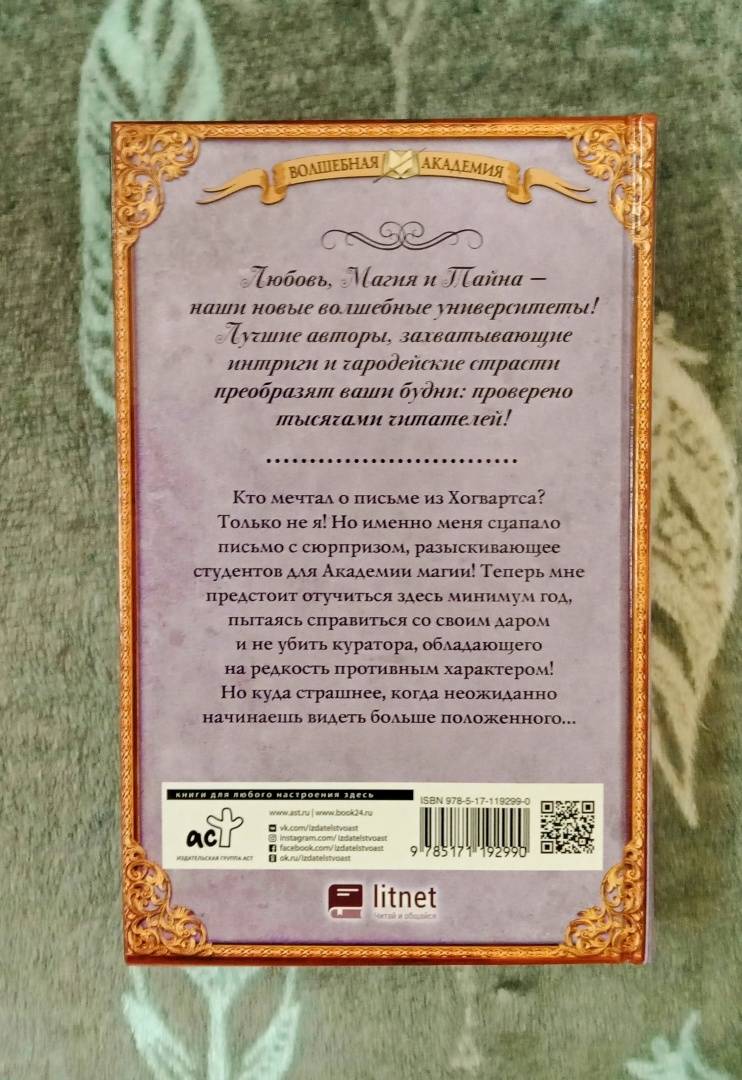 ВОЛШЕБНАЯ АКАДЕМИЯ
Любовь, Магия и Тайна —
наши новые волшебные университеты!
Лучшие авторы, захватывающие
интриги и чародейские страсти
преобразят ваши будни: проверено
тысячами читателей!
Кто мечтал о письме из Хогвартса?
Только не я! Но именно меня сцапало
письмо с сюрпризом, разыскивающее
студентов для Академии магии! Теперь мне
предстоит отучиться здесь минимум год,
пытаясь справиться со своим даром
и не убить куратора, обладающего
на редкость противным характером!
Но куда страшнее, когда неожиданно
начинаешь видеть больше положенного...
книги для любого настроения здесь
аст
ИЗДАТЕЛЬСКАЯ ГРУППА АСТ
www.ast.ru | www.book24.ru
vk.com/izdatelstvoast
instagram.com/izdatelstvoast
facebook.com/izdatelstvoast
ok.ru/izdatelstvoast
ISBN 978-5-17-119299-0
9 785171 192990
litnet
Читай и общайся